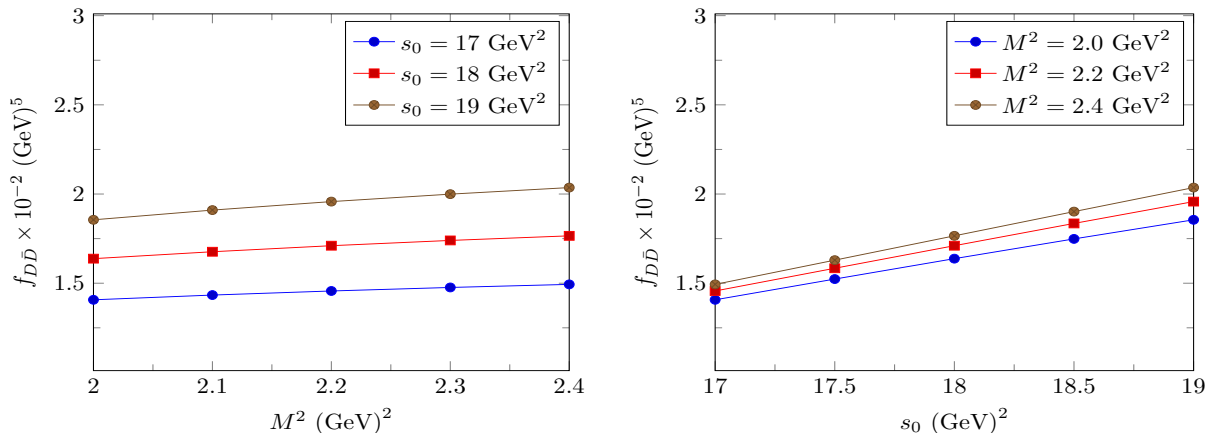 3
2.5
2
1.5
f_{D\bar{D}} × 10^{−2} (GeV)^5
s_0 = 17 GeV^2
s_0 = 18 GeV^2
s_0 = 19 GeV^2
2 2.1 2.2 2.3 2.4
M^2 (GeV)^2
3
2.5
2
1.5
f_{D\bar{D}} × 10^{−2} (GeV)^5
M^2 = 2.0 GeV^2
M^2 = 2.2 GeV^2
M^2 = 2.4 GeV^2
17 17.5 18 18.5 19
s_0 (GeV)^2